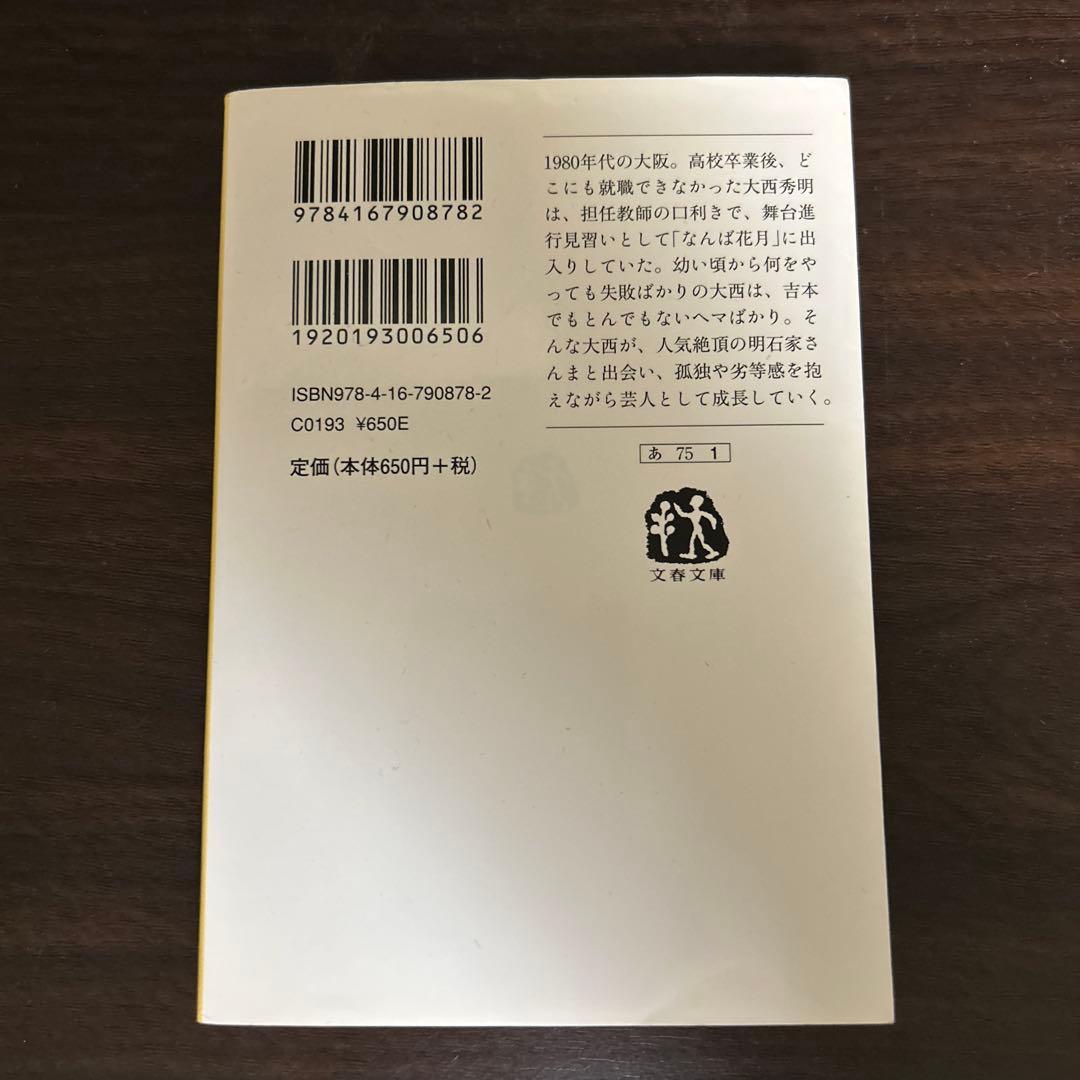 9784167908782
1920193006506
ISBN978-4-16-790878-2
C0193 ¥650E
定価(本体650円+税)
1980年代の大阪。高校卒業後、ど
こにも就職できなかった大西秀明
は、担任教師の口利きで、舞台進
行見習いとして「なんば花月」に出
入りしていた。幼い頃から何をや
っても失敗ばかりの大西は、吉本
でもとんでもないヘマばかり。そ
んな大西が、人気絶頂の明石家さ
んまと出会い、孤独や劣等感を抱
えながら芸人として成長していく。
あ 75 1
文春文庫